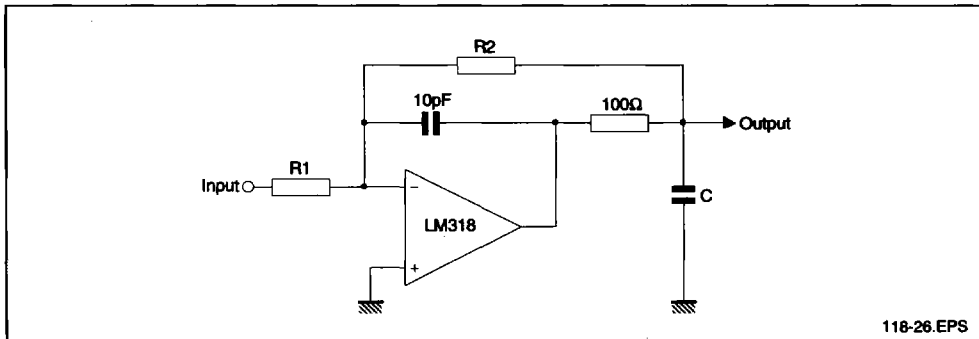 R2
10pF
100Ω
Output
R1
Input
C
−
LM318
+
118-26.EPS